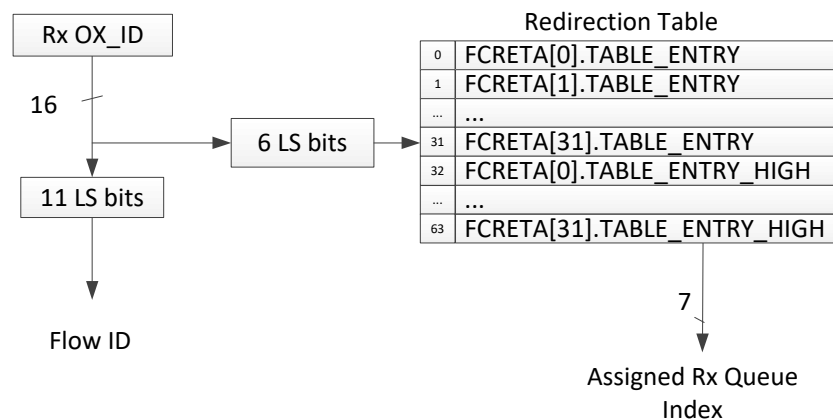 Rx OX_ID
16
11 LS bits
Flow ID
6 LS bits
Redirection Table
0 FCRETA[0].TABLE_ENTRY
1 FCRETA[1].TABLE_ENTRY
... ...
31 FCRETA[31].TABLE_ENTRY
32 FCRETA[0].TABLE_ENTRY_HIGH
... ...
63 FCRETA[31].TABLE_ENTRY_HIGH
7
Assigned Rx Queue
Index